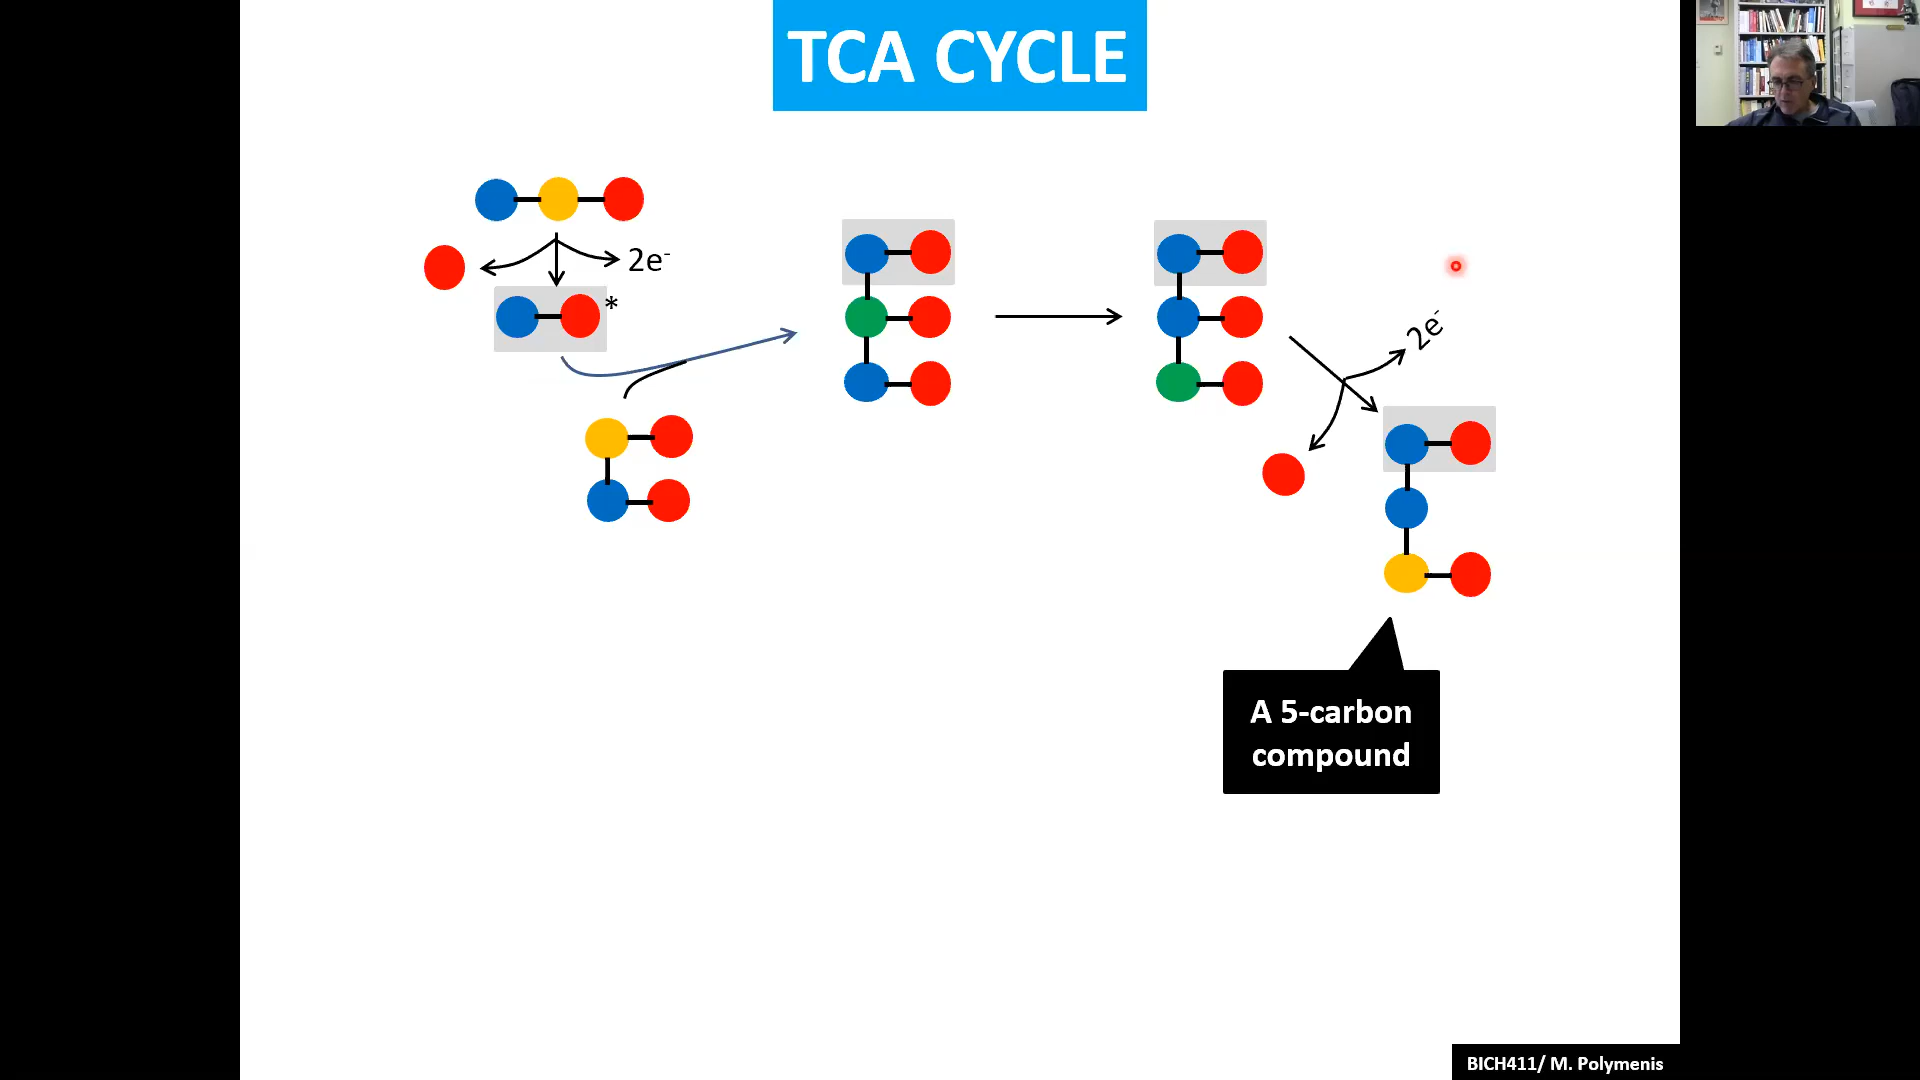 TCA CYCLE
2e⁻
*
2e⁻
A 5-carbon
compound
BICH411/ M. Polymenis